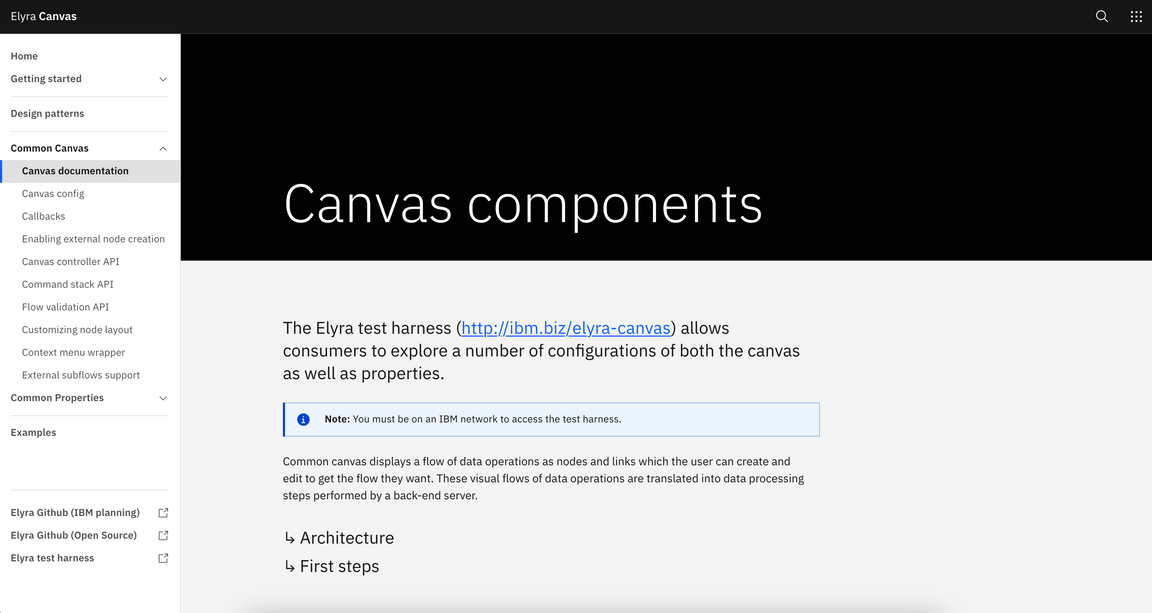 Elyra Canvas
Home
Getting started
Design patterns
Common Canvas
Canvas documentation
Canvas config
Callbacks
Enabling external node creation
Canvas controller API
Command stack API
Flow validation API
Customizing node layout
Context menu wrapper
External subflows support
Common Properties
Examples
Elyra Github (IBM planning)
Elyra Github (Open Source)
Elyra test harness
Canvas components
The Elyra test harness (http://ibm.biz/elyra-canvas) allows
consumers to explore a number of configurations of both the canvas
as well as properties.
Note: You must be on an IBM network to access the test harness.
Common canvas displays a flow of data operations as nodes and links which the user can create and
edit to get the flow they want. These visual flows of data operations are translated into data processing
steps performed by a back-end server.
↳ Architecture
↳ First steps